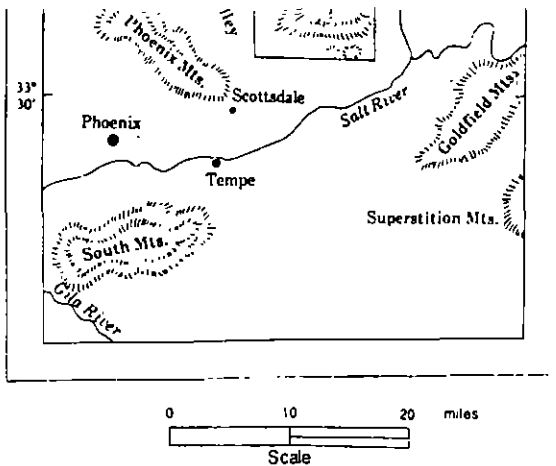 lley
Phoenix Mts.
33°
30'
Scottsdale
Salt River
Goldfield Mts.
Phoenix
Tempe
Superstition Mts.
South Mts.
Gila River
0 10 20 miles
Scale